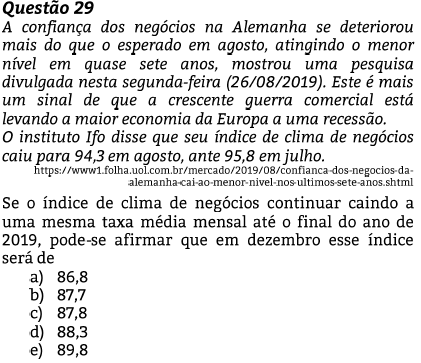 Questão 29
A confiança dos negócios na Alemanha se deteriorou
mais do que o esperado em agosto, atingindo o menor
nível em quase sete anos, mostrou uma pesquisa
divulgada nesta segunda-feira (26/08/2019). Este é mais
um sinal de que a crescente guerra comercial está
levando a maior economia da Europa a uma recessão.
O instituto Ifo disse que seu índice de clima de negócios
caiu para 94,3 em agosto, ante 95,8 em julho.
https://www1.folha.uol.com.br/mercado/2019/08/confianca-dos-negocios-da-
alemanha-cai-ao-menor-nivel-nos-ultimos-sete-anos.shtml
Se o índice de clima de negócios continuar caindo a
uma mesma taxa média mensal até o final do ano de
2019, pode-se afirmar que em dezembro esse índice
será de
a) 86,8
b) 87,7
c) 87,8
d) 88,3
e) 89,8